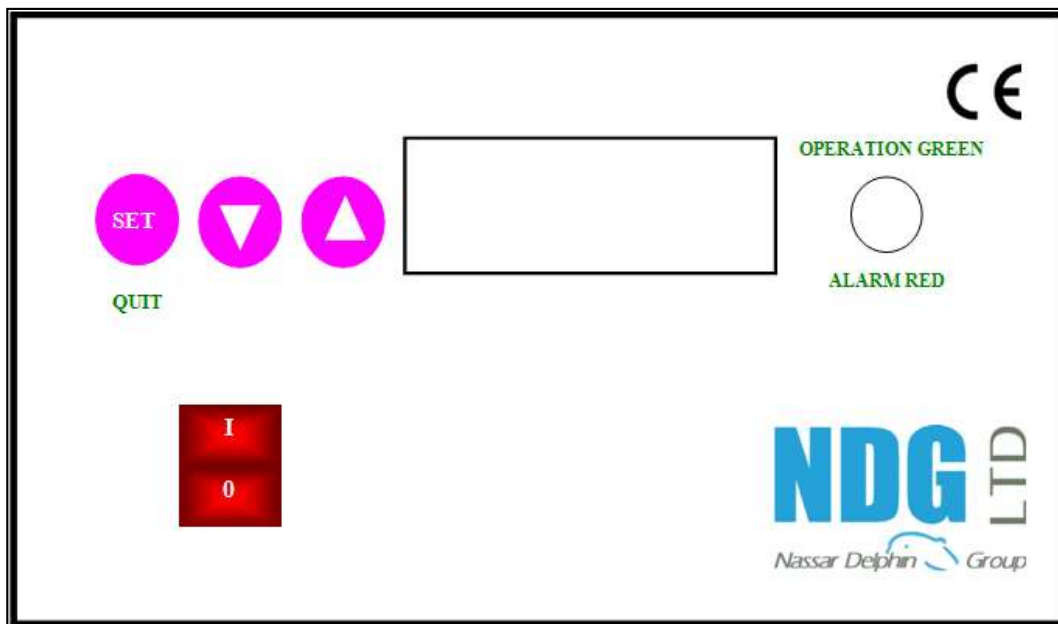 CE
OPERATION GREEN
SET
ALARM RED
QUIT
I
0
NDG LTD
Nassar Delphin Group